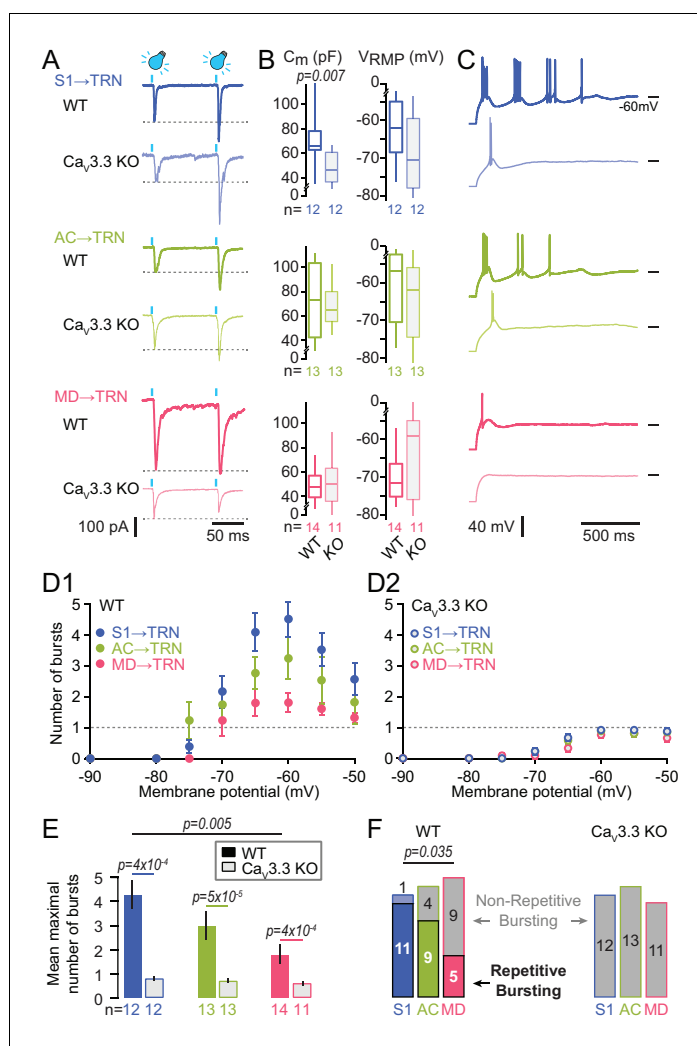 A
B
C
Cm (pF)
VRMP (mV)
p=0.007
S1→TRN
WT
CaV3.3 KO
100
80
60
40
0
n= 12 12
0
-60
-70
-80
12 12
-60mV
AC→TRN
WT
CaV3.3 KO
100
80
60
40
0
n= 13 13
0
-60
-70
-80
13 13
MD→TRN
WT
CaV3.3 KO
100
80
60
40
0
n= 14 11
WT KO
0
-60
-70
-80
14 11
WT KO
100 pA
50 ms
40 mV
500 ms
D1
WT
S1→TRN
AC→TRN
MD→TRN
Number of bursts
5
4
3
2
1
0
-90 -80 -70 -60 -50
Membrane potential (mV)
D2
CaV3.3 KO
S1→TRN
AC→TRN
MD→TRN
5
4
3
2
1
0
-90 -80 -70 -60 -50
Membrane potential (mV)
E
p=0.005
WT
CaV3.3 KO
p=4x10-4
p=5x10-5
p=4x10-4
Mean maximal
number of bursts
5
4
3
2
1
0
n=12 12 13 13 14 11
F
WT
p=0.035
CaV3.3 KO
1
4
9
11
9
5
Non-Repetitive
Bursting
Repetitive
Bursting
12
13
11
S1 AC MD
S1 AC MD